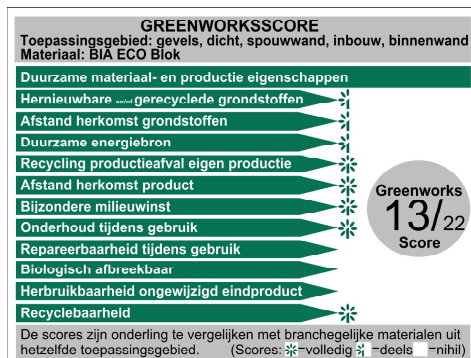 GREENWORKSSCORE
Toepassingsgebied: gevels, dicht, spouwwand, inbouw, binnenwand
Materiaal: BIA ECO Blok
Duurzame materiaal- en productie eigenschappen
Hernieuwbare en/of gerecyclede grondstoffen
Afstand herkomst grondstoffen
Duurzame energiebron
Recycling productieafval eigen productie
Afstand herkomst product
Bijzondere milieuwinst
Onderhoud tijdens gebruik
Repareerbaarheid tijdens gebruik
Biologisch afbreekbaar
Herbruikbaarheid ongewijzigd eindproduct
Recyclebaarheid
Greenworks
13/22
Score
De scores zijn onderling te vergelijken met branchegelijke materialen uit
hetzelfde toepassingsgebied. (Scores: =volledig =deels =nihil)